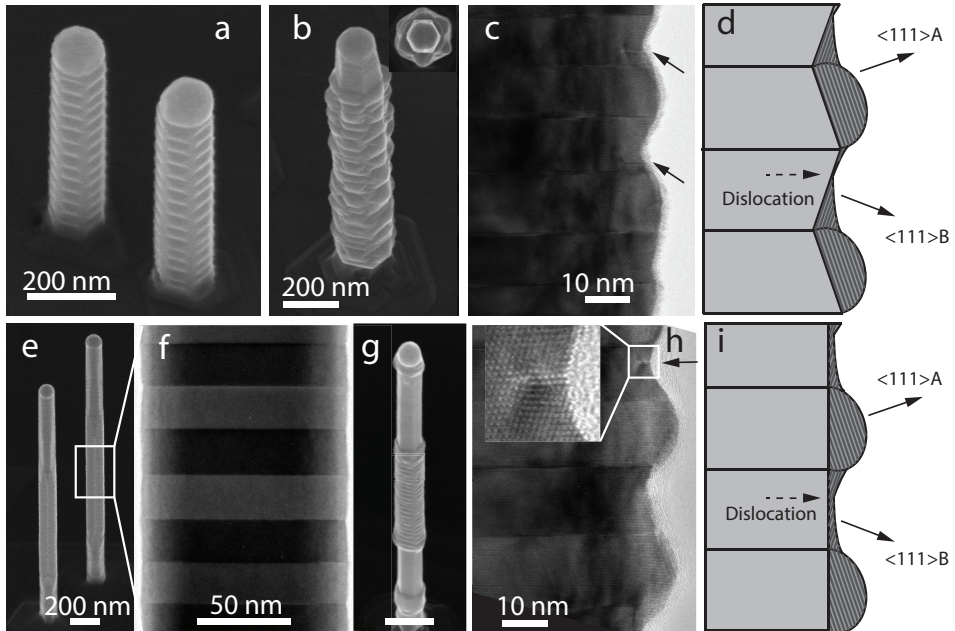 a
200 nm
b
200 nm
c
10 nm
d
<111>A
Dislocation
<111>B
e
200 nm
f
50 nm
g
h
10 nm
i
<111>A
Dislocation
<111>B